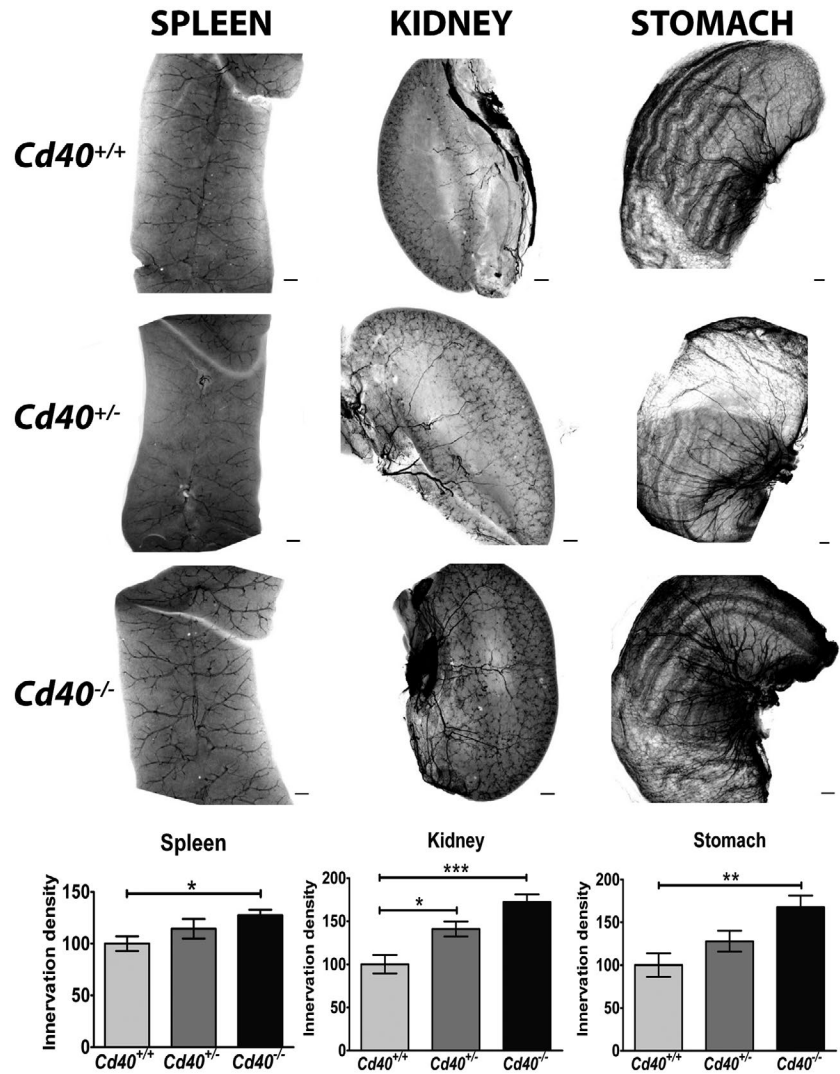 SPLEEN KIDNEY STOMACH
Cd40+/+
Cd40+/-
Cd40-/-
Spleen
Innervation density
150
100
50
0
*
Cd40+/+ Cd40+/- Cd40-/-
Kidney
Innervation density
200
150
100
50
0
***
*
Cd40+/+ Cd40+/- Cd40-/-
Stomach
Innervation density
200
150
100
50
0
**
Cd40+/+ Cd40+/- Cd40-/-